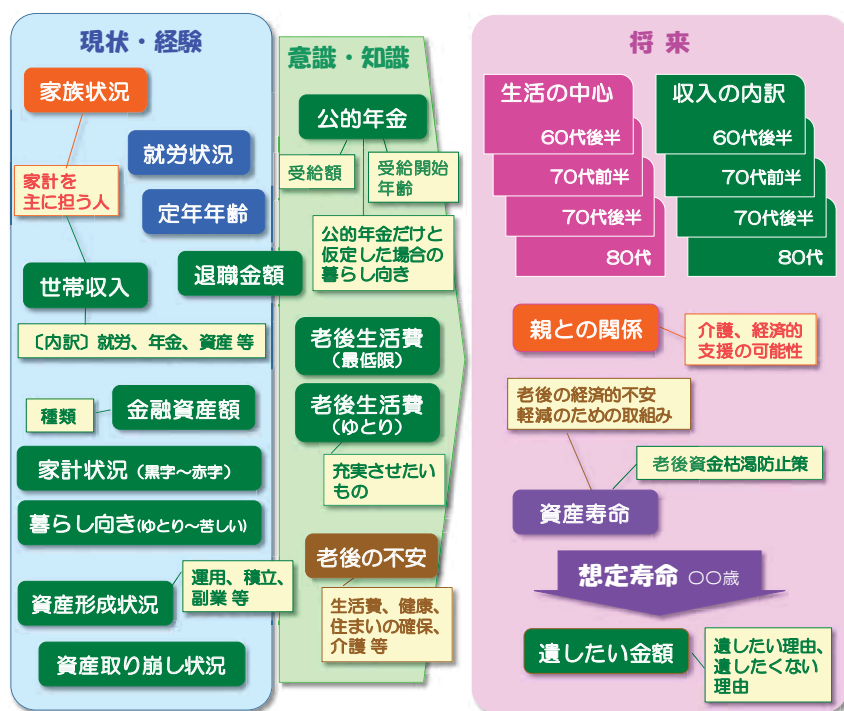 現状・経験
家族状況
就労状況
家計を
主に担う人
定年年齢
世帯収入
退職金額
〔内訳〕就労、年金、資産 等
種類
金融資産額
家計状況(黒字〜赤字)
暮らし向き(ゆとり〜苦しい)
資産形成状況
運用、積立、
副業 等
資産取り崩し状況
意識・知識
公的年金
受給額
受給開始
年齢
公的年金だけと
仮定した場合の
暮らし向き
老後生活費
(最低限)
老後生活費
(ゆとり)
充実させたい
もの
老後の不安
生活費、健康、
住まいの確保、
介護 等
将来
生活の中心
60代後半
70代前半
70代後半
80代
収入の内訳
60代後半
70代前半
70代後半
80代
親との関係
介護、経済的
支援の可能性
老後の経済的不安
軽減のための取組み
老後資金枯渇防止策
資産寿命
想定寿命 〇〇歳
遺したい金額
遺したい理由、
遺したくない
理由